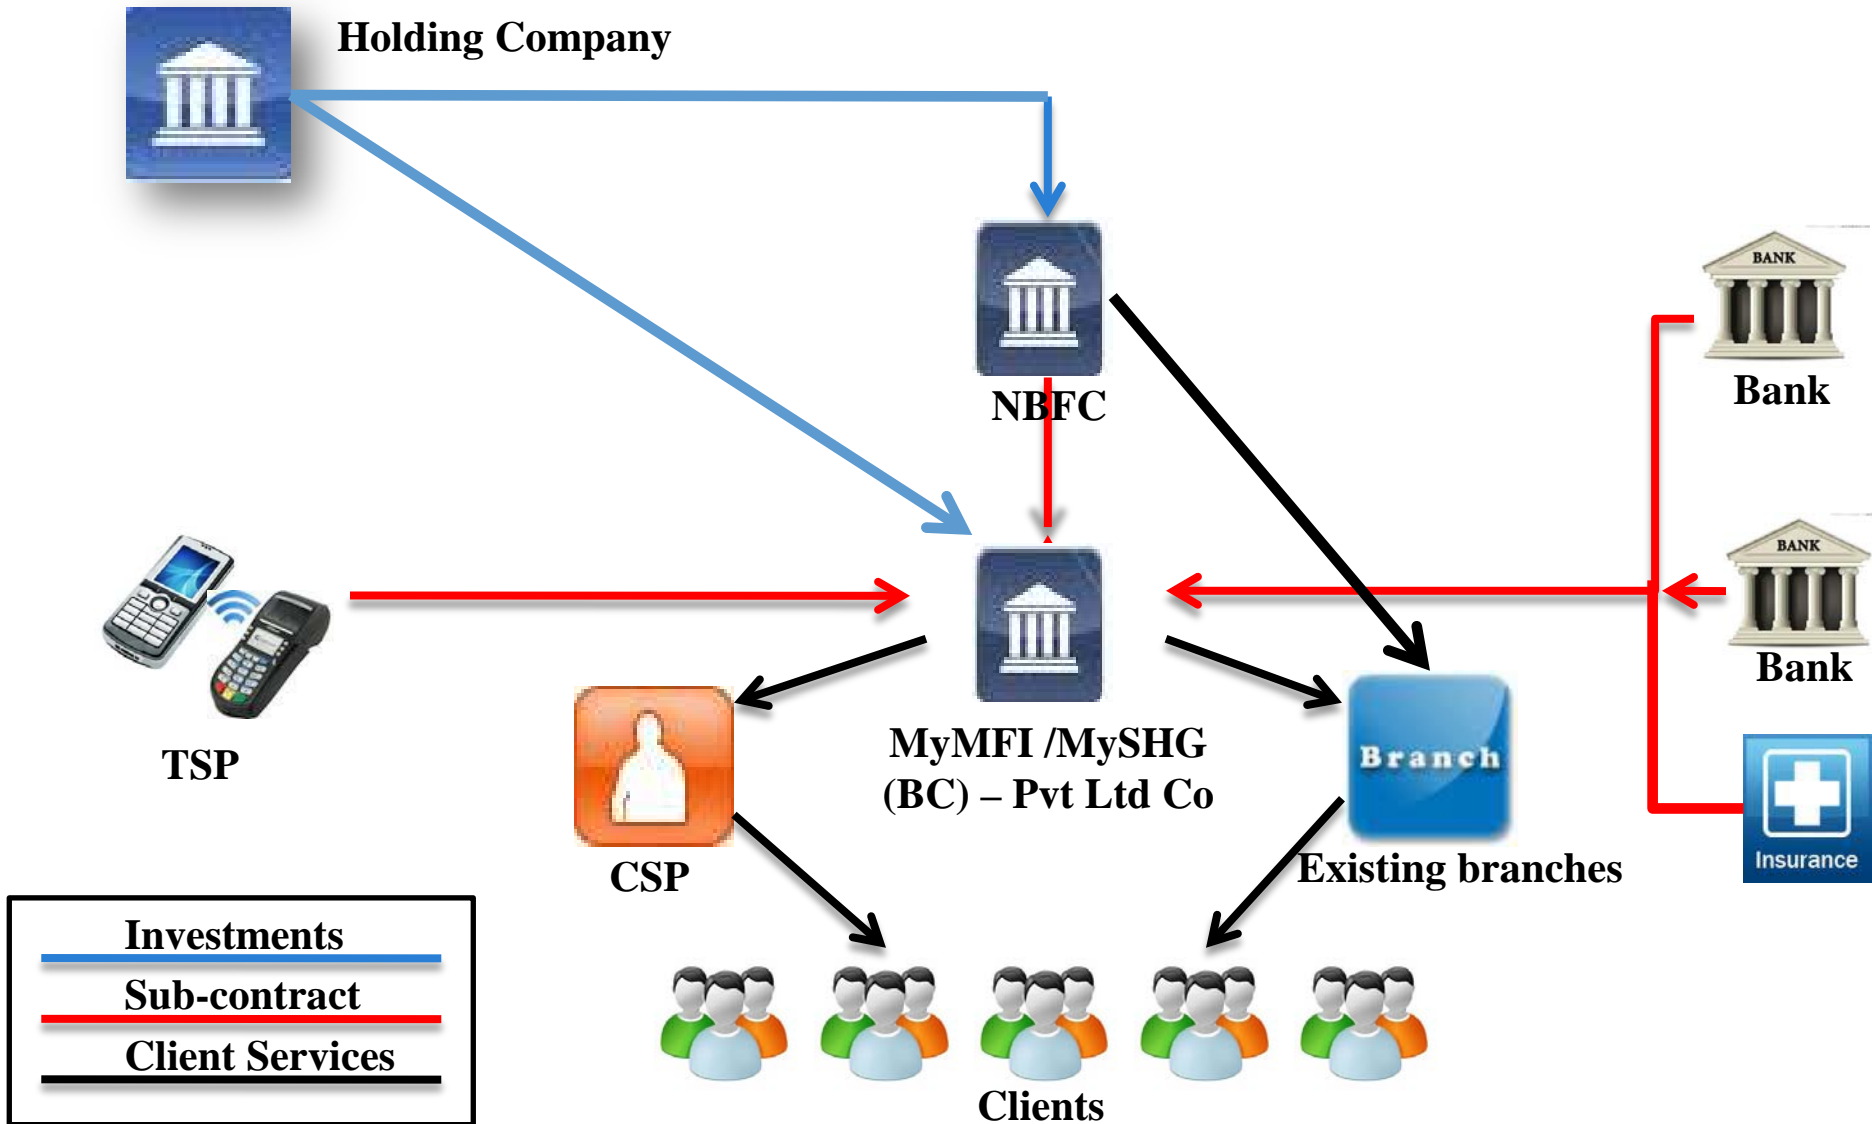 Holding Company
BANK
NBFC
Bank
BANK
Bank
TSP
MyMFI /MySHG
(BC) – Pvt Ltd Co
Branch
Insurance
CSP
Existing branches
Investments
Sub-contract
Client Services
Clients